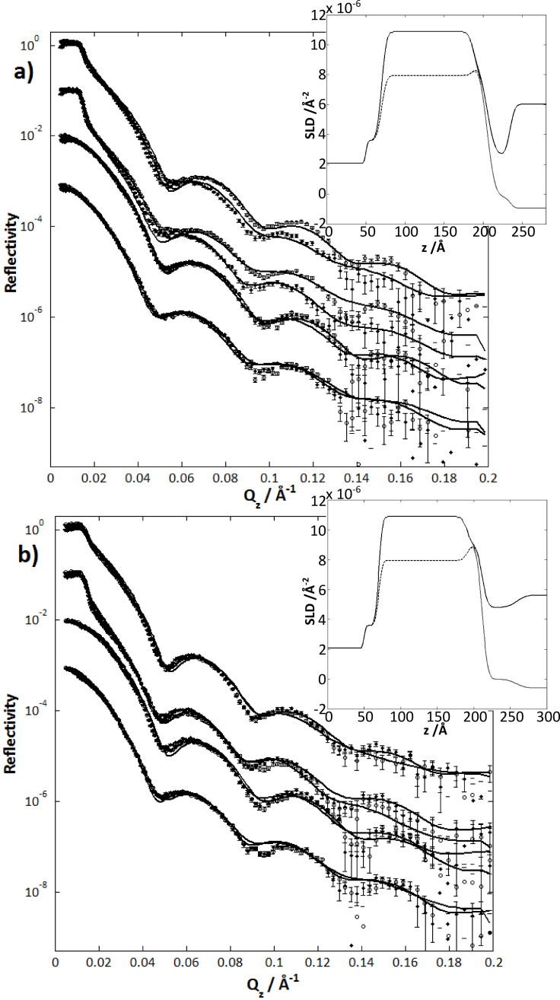 a)
Reflectivity
10^0
10^-2
10^-4
10^-6
10^-8
0 0.02 0.04 0.06 0.08 0.1 0.12 0.14 0.16 0.18 0.2
Q_z / Å^-1
12 x 10^-6
10
8
6
4
2
0
-2
SLD /Å^-2
0 50 100 150 200 250
z /Å
b)
Reflectivity
10^0
10^-2
10^-4
10^-6
10^-8
0 0.02 0.04 0.06 0.08 0.1 0.12 0.14 0.16 0.18 0.2
Q_z / Å^-1
12 x 10^-6
10
8
6
4
2
0
-2
SLD /Å^-2
0 50 100 150 200 250 300
z /Å